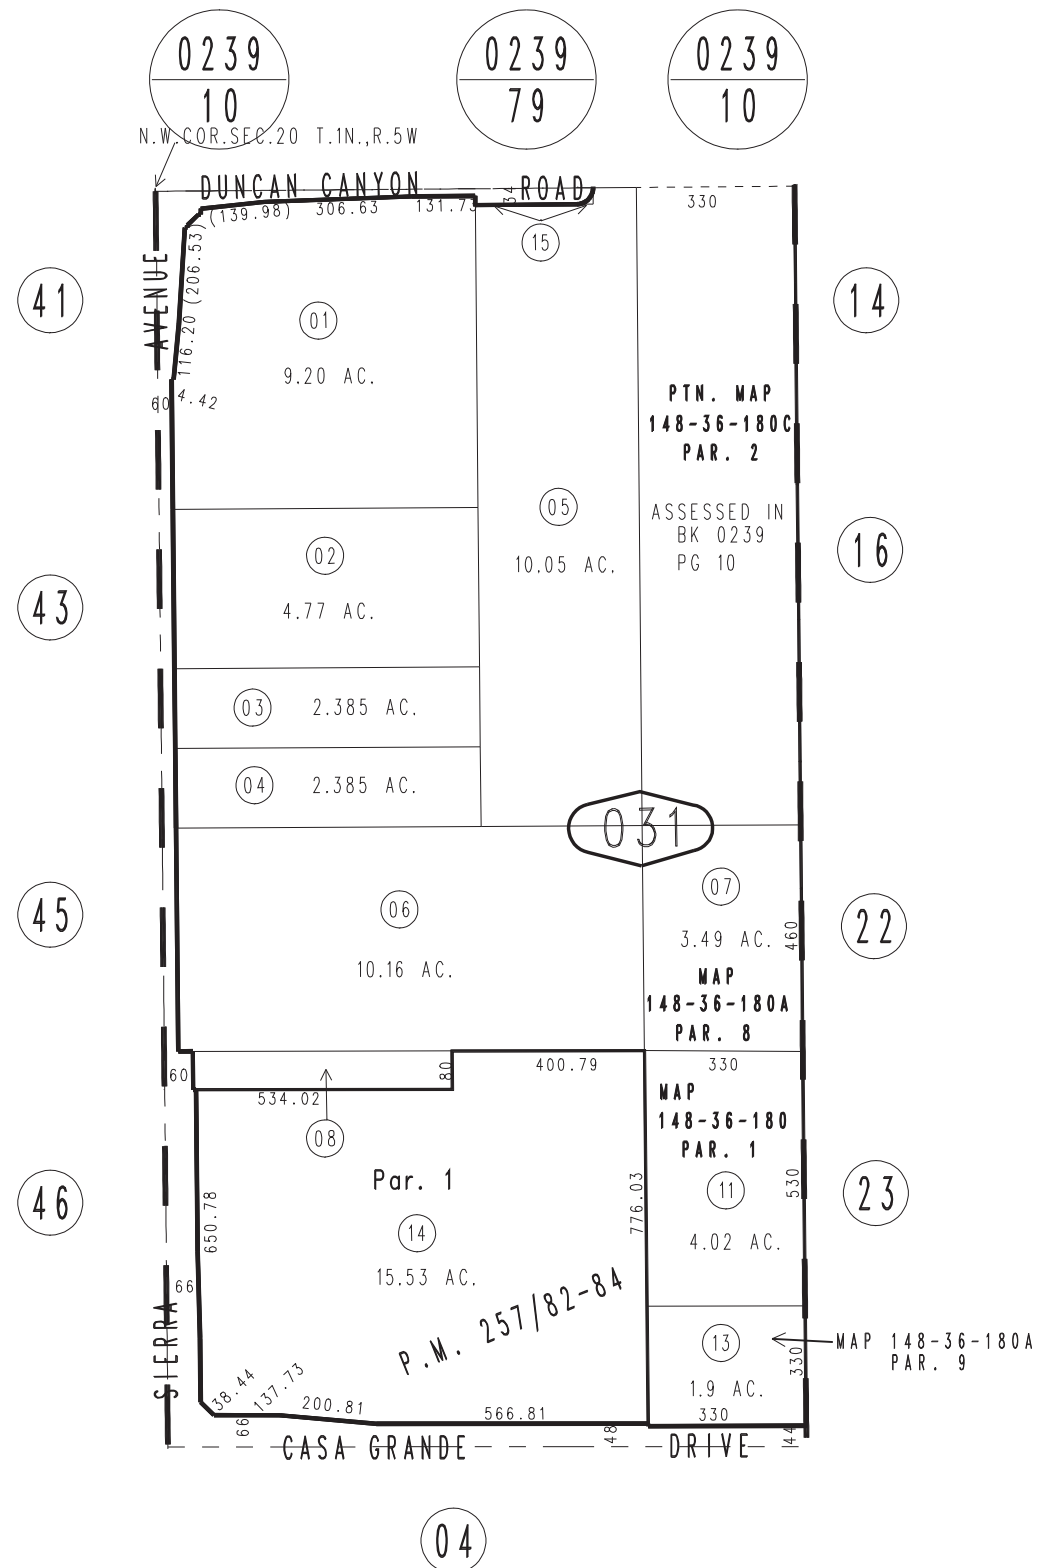 0239
10
0239
79
0239
10
N.W.COR.SEC.20 T.1N.,R.5W
DUNCAN CANYON ROAD
(139.98) 306.63 131.73
34
330
15
(206.53)
116.20
AVENUE
41
14
01
9.20 AC.
60
4.42
PTN. MAP
148-36-180C
PAR. 2
05
10.05 AC.
ASSESSED IN
BK 0239
PG 10
16
02
4.77 AC.
43
03 2.385 AC.
04 2.385 AC.
031
45
06
10.16 AC.
07
3.49 AC.
460
22
MAP
148-36-180A
PAR. 8
60
534.02
80
400.79
330
08
MAP
148-36-180
PAR. 1
46
650.78
Par. 1
14
15.53 AC.
776.03
11
4.02 AC.
530
23
66
SIERRA
P.M. 257/82-84
13
1.9 AC.
330
330
MAP 148-36-180A
PAR. 9
38.44
137.73
200.81
566.81
66
48
44
CASA GRANDE DRIVE
04